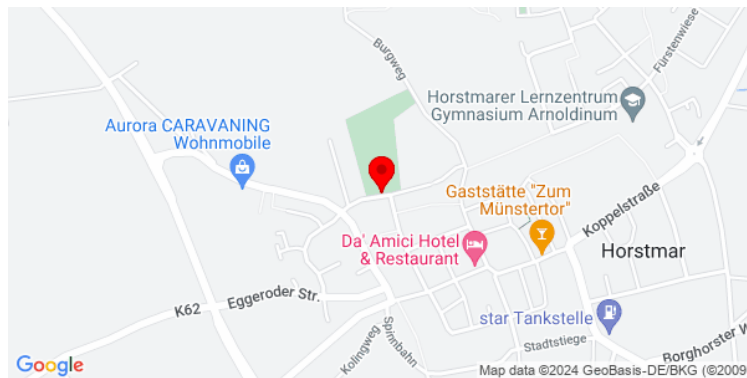 Burgweg
Fürstenwiese
Horstmarer Lernzentrum
Gymnasium Arnoldinum
Aurora CARAVANING
Wohnmobile
Gaststätte "Zum
Münstertor"
Koppelstraße
Da' Amici Hotel
& Restaurant
Horstmar
Eggeroder Str.
K62
star Tankstelle
Kolingweg
Spinnbahn
Stadtstiege
Borghorster W
Google
Map data ©2024 GeoBasis-DE/BKG (©2009